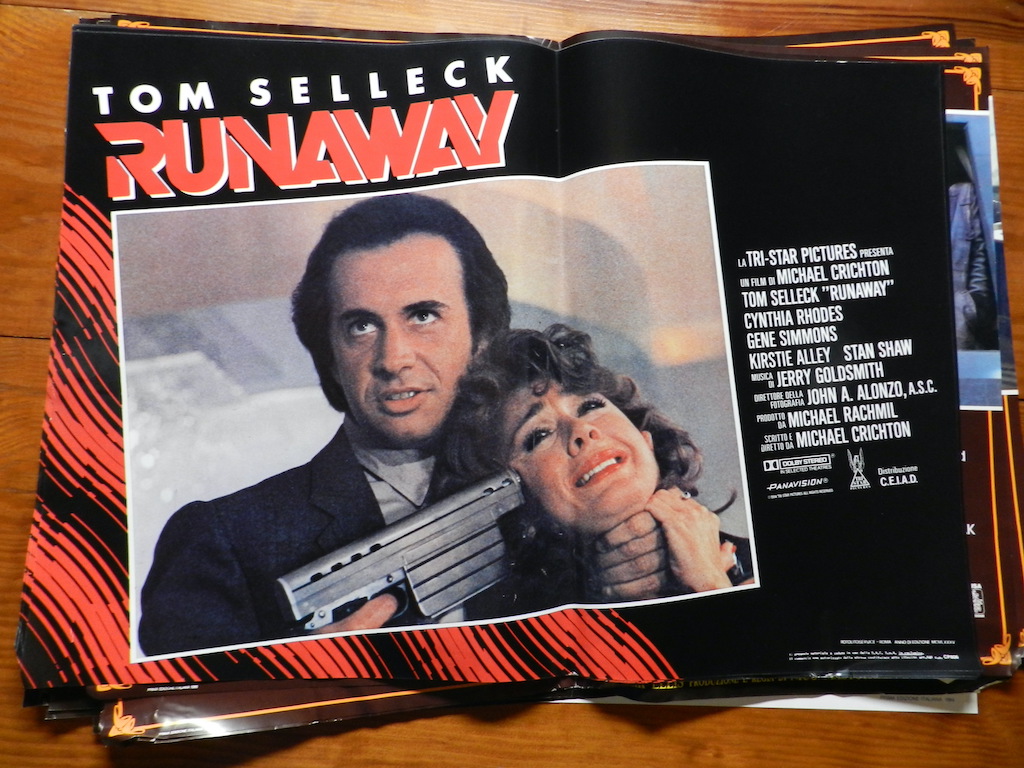 TOM SELLECK
RUNAWAY
LA TRI-STAR PICTURES PRESENTA
UN FILM DI MICHAEL CRICHTON
TOM SELLECK "RUNAWAY"
CYNTHIA RHODES
GENE SIMMONS
KIRSTIE ALLEY STAN SHAW
MUSICA DI JERRY GOLDSMITH
DIRETTORE DELLA FOTOGRAFIA JOHN A. ALONZO, A.S.C.
PRODOTTO DA MICHAEL RACHMIL
SCRITTO E DIRETTO DA MICHAEL CRICHTON
DOLBY STEREO®
IN SELECTED THEATRES
PANAVISION®
Distribuzione
C.E.I.A.D.